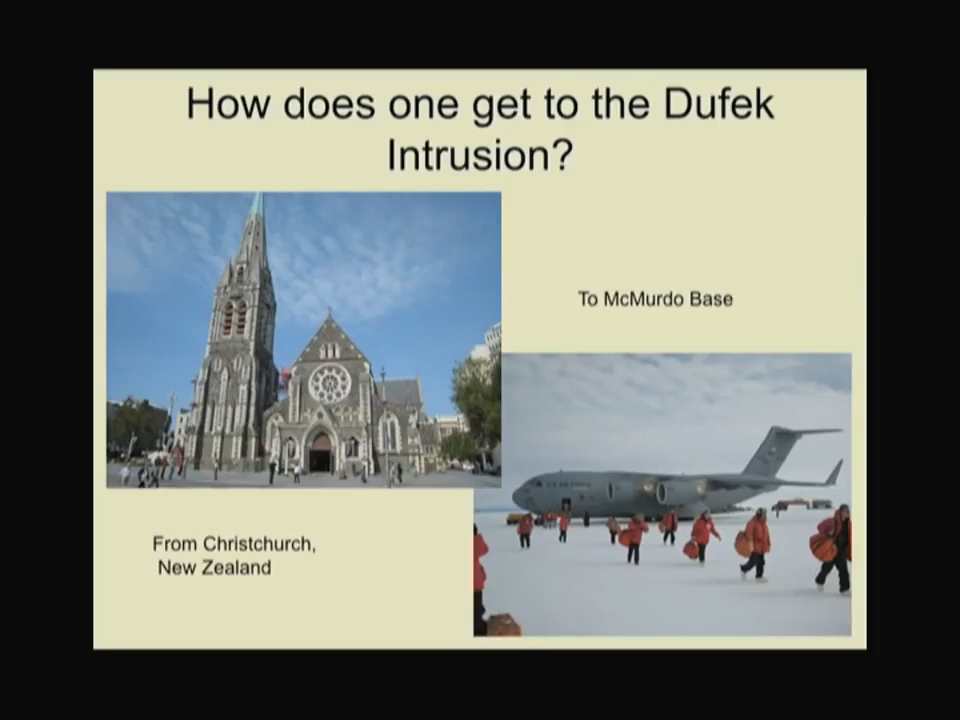 How does one get to the Dufek
Intrusion?
To McMurdo Base
From Christchurch,
New Zealand